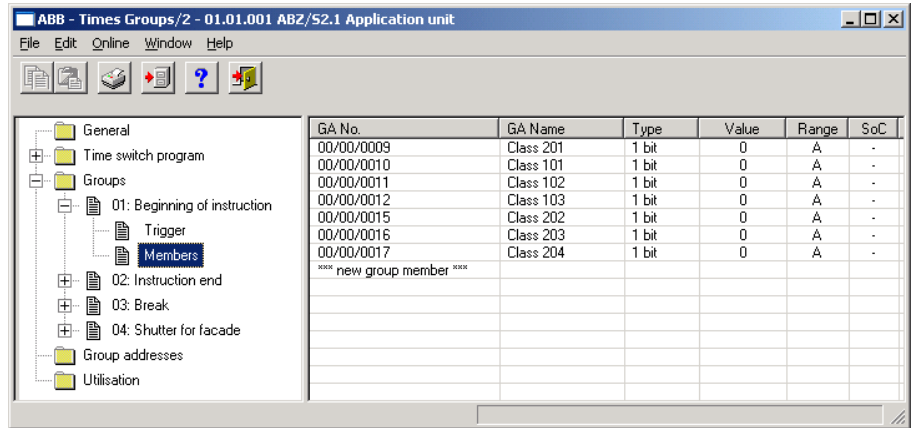 ABB - Times Groups/2 - 01.01.001 ABZ/S2.1 Application unit
File Edit Online Window Help
General
Time switch program
Groups
01: Beginning of instruction
Trigger
Members
02: Instruction end
03: Break
04: Shutter for facade
Group addresses
Utilisation
GA No. GA Name Type Value Range SoC
00/00/0009 Class 201 1 bit 0 A -
00/00/0010 Class 101 1 bit 0 A -
00/00/0011 Class 102 1 bit 0 A -
00/00/0012 Class 103 1 bit 0 A -
00/00/0015 Class 202 1 bit 0 A -
00/00/0016 Class 203 1 bit 0 A -
00/00/0017 Class 204 1 bit 0 A -
*** new group member ***